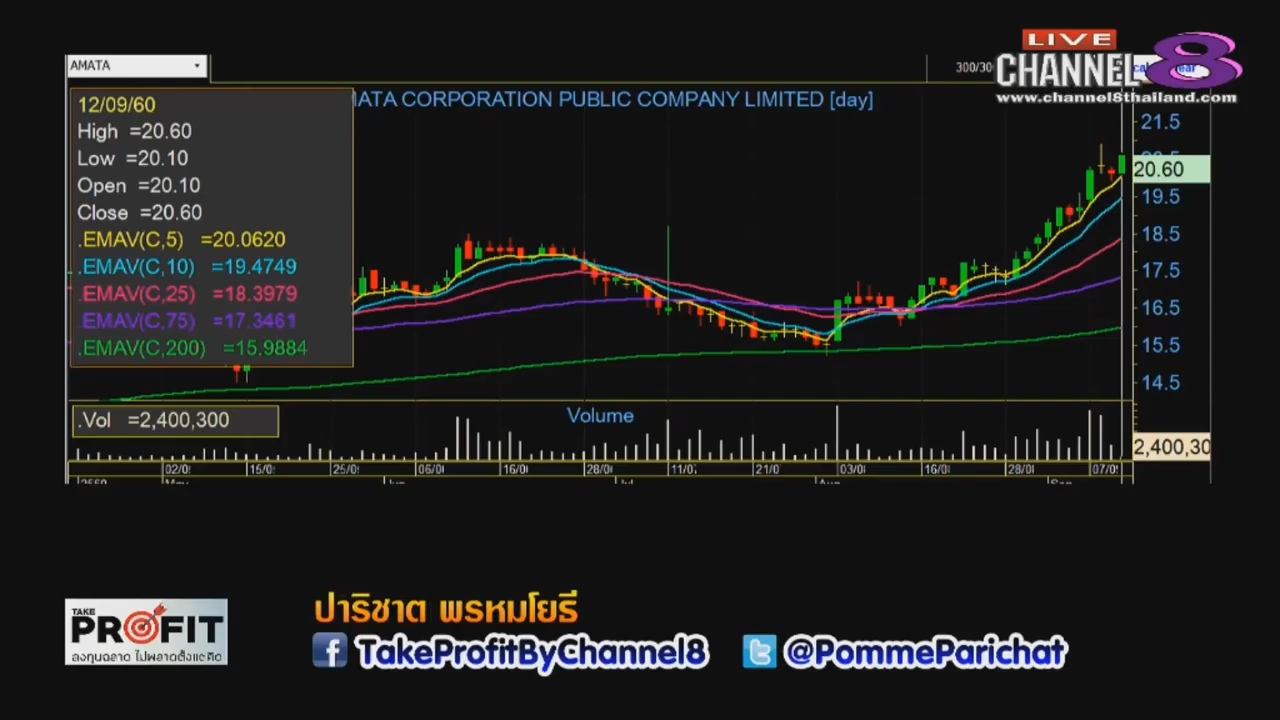 LIVE
CHANNEL 8
www.channel8thailand.com
AMATA
300/30
12/09/60
High =20.60
Low =20.10
Open =20.10
Close =20.60
.EMAV(C,5) =20.0620
.EMAV(C,10) =19.4749
.EMAV(C,25) =18.3979
.EMAV(C,75) =17.3461
.EMAV(C,200) =15.9884
MATA CORPORATION PUBLIC COMPANY LIMITED [day]
21.5
20.60
19.5
18.5
17.5
16.5
15.5
14.5
.Vol =2,400,300
Volume
2,400,30
02/0 15/0 25/0 06/0 16/0 28/0 11/0 21/0 03/0 16/0 28/0 07/0
TAKE
PROFIT
ลงทุนฉลาด ไม่พลาดตั้งแต่คิด
ปาริชาต พรหมโยธี
f TakeProfitByChannel8
t @PommeParichat